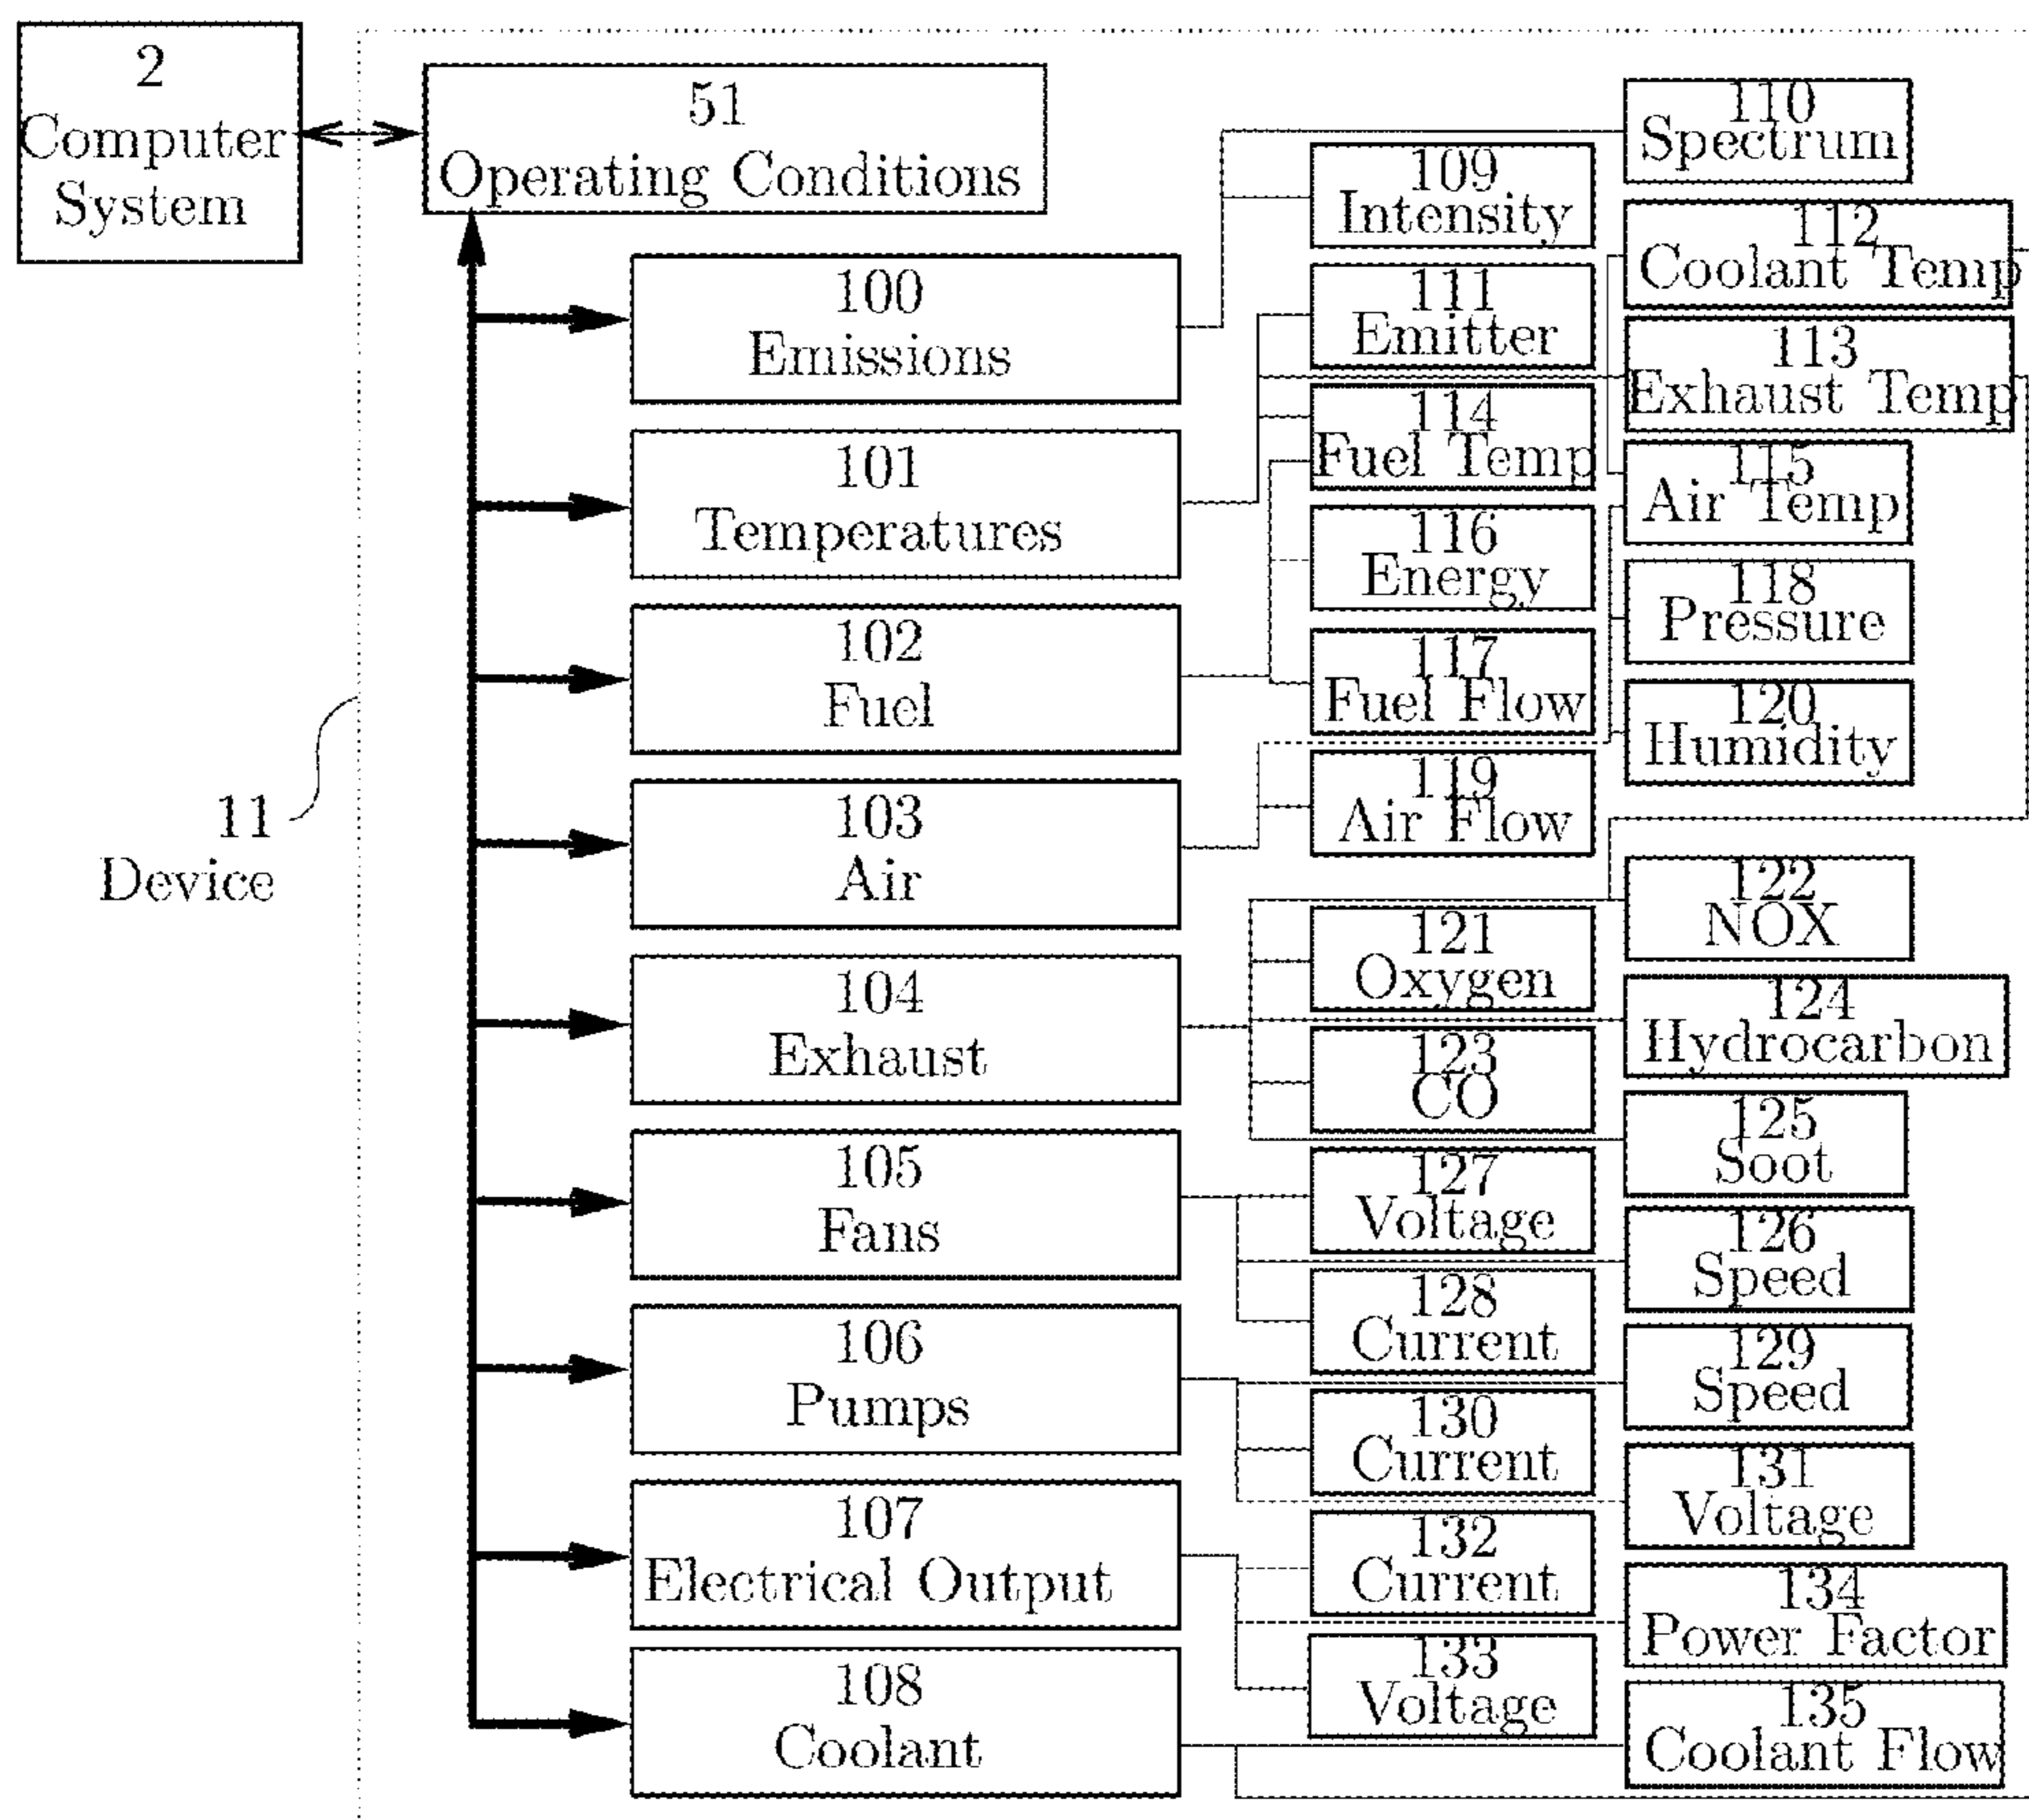 2
Computer
System
51
Operating Conditions
11
Device
100
Emissions
101
Temperatures
102
Fuel
103
Air
104
Exhaust
105
Fans
106
Pumps
107
Electrical Output
108
Coolant
109
Intensity
110
Spectrum
111
Emitter
112
Coolant Temp
113
Exhaust Temp
114
Fuel Temp
115
Air Temp
116
Energy
117
Fuel Flow
118
Pressure
119
Air Flow
120
Humidity
121
Oxygen
122
NOX
123
CO
124
Hydrocarbon
125
Soot
127
Voltage
126
Speed
128
Current
129
Speed
130
Current
131
Voltage
132
Current
134
Power Factor
133
Voltage
135
Coolant Flow